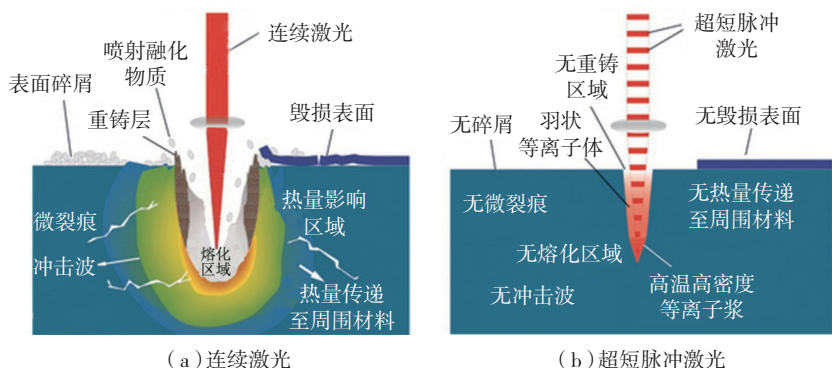 连续激光
喷射融化
物质
表面碎屑
重铸层
毁损表面
微裂痕
热量影响
区域
熔化
区域
冲击波
热量传递
至周围材料
(a)连续激光
超短脉冲
激光
无重铸
区域
无毁损表面
羽状
等离子体
无碎屑
无微裂痕
无热量传递
至周围材料
无熔化区域
无冲击波
高温高密度
等离子浆
(b)超短脉冲激光